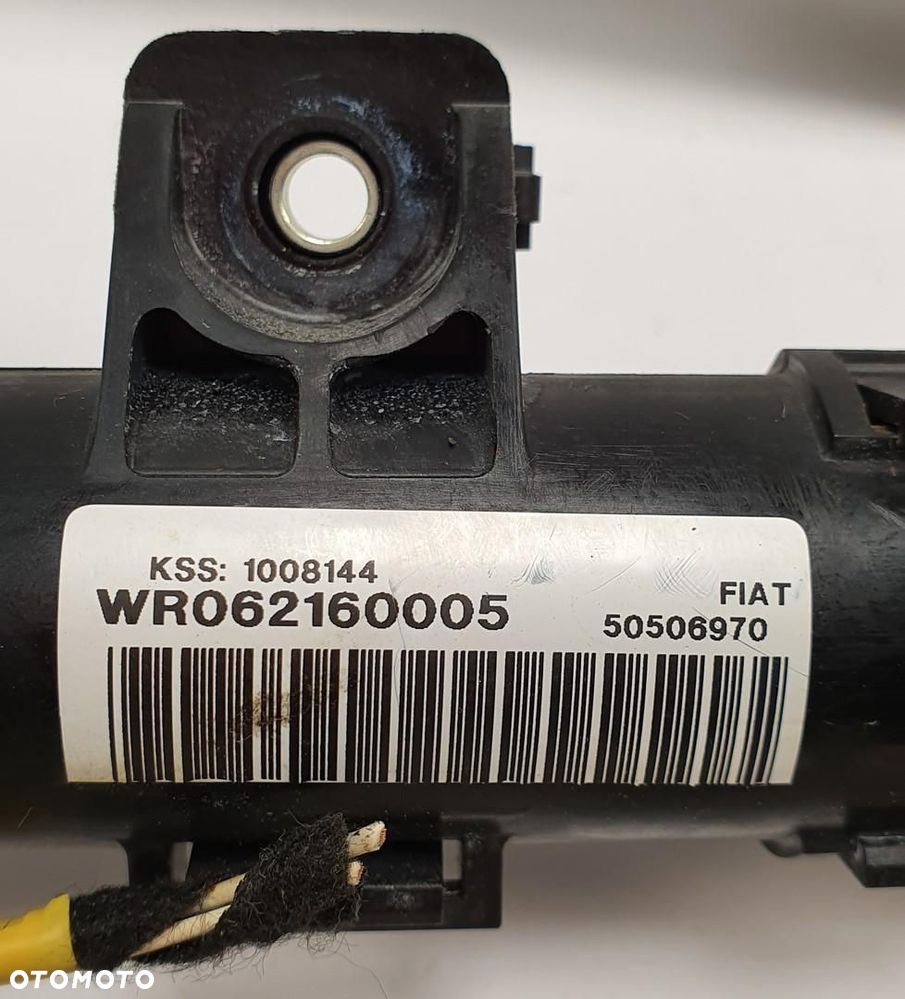 KSS: 1008144
WR062160005
FIAT
50506970
OTOMOTO